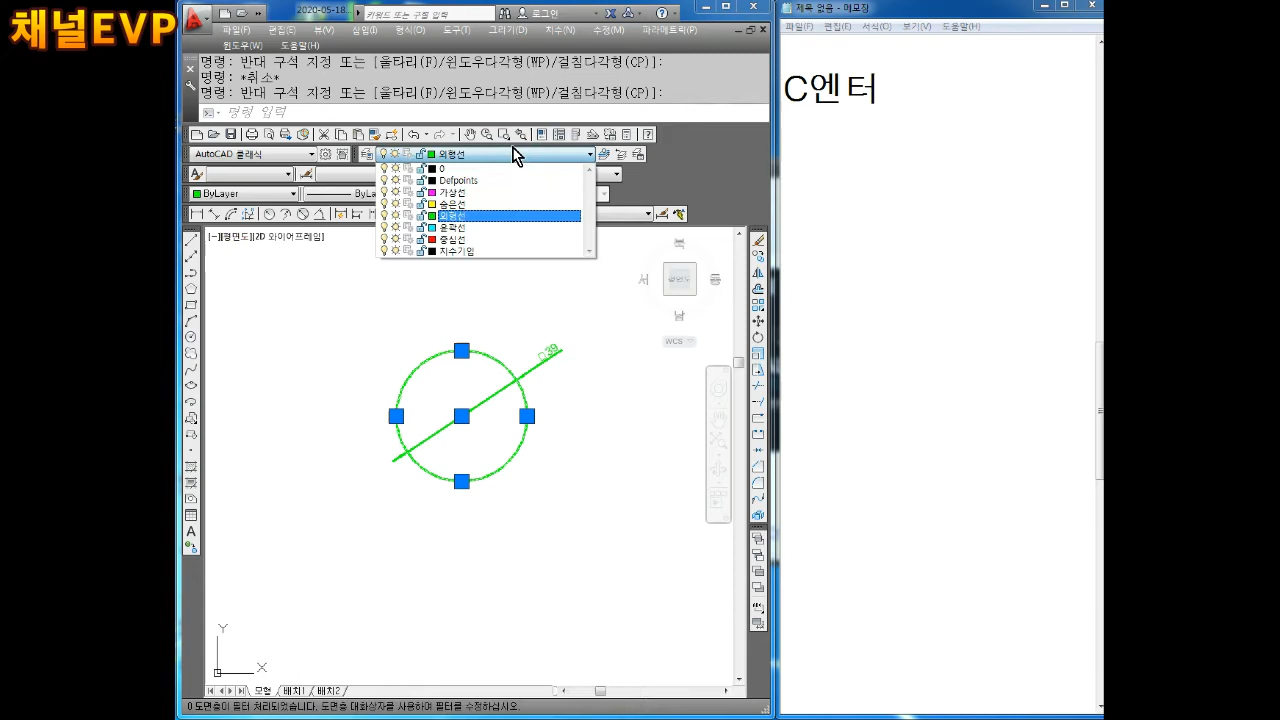 채널EVP
2020-05-18...
키워드 또는 구절 입력
로그인
파일(F) 편집(E) 뷰(V) 삽입(I) 형식(O) 도구(T) 그리기(D) 치수(N) 수정(M) 파라메트릭(P)
윈도우(W) 도움말(H)
명령: 반대 구석 지정 또는 [울타리(F)/윈도우다각형(WP)/걸침다각형(CP)]:
명령: *취소*
명령: 반대 구석 지정 또는 [울타리(F)/윈도우다각형(WP)/걸침다각형(CP)]:
명령 입력
AutoCAD 클래식
외형선
0
Defpoints
가상선
숨은선
외형선
윤곽선
중심선
치수기입
ByLayer
ByLa
[-][평면도][2D 와이어프레임]
북
서 평면도 동
남
WCS
□39
Y
X
모형 배치1 배치2
0 도면층이 필터 처리되었습니다. 도면층 대화상자를 사용하여 필터를 수정하십시오.
제목 없음 - 메모장
파일(F) 편집(E) 서식(O) 보기(V) 도움말(H)
C엔터